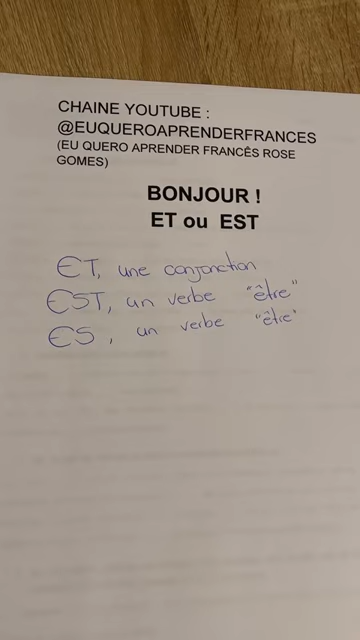 CHAINE YOUTUBE :
@EUQUEROAPRENDERFRANCES
(EU QUERO APRENDER FRANCÊS ROSE
GOMES)
BONJOUR !
ET ou EST
ET, une conjonction
EST, un verbe "être"
ES, un verbe "être"